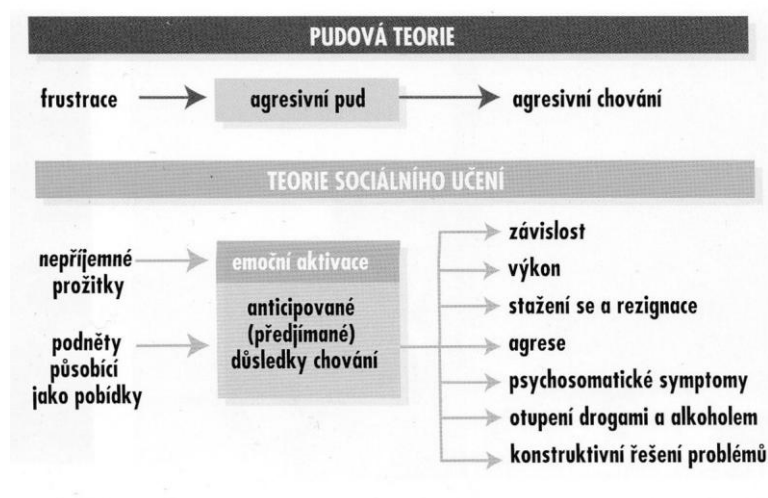 PUDOVÁ TEORIE
frustrace
agresivní pud
agresivní chování
TEORIE SOCIÁLNÍHO UČENÍ
nepříjemné
prožitky
podněty
působící
jako pobídky
emoční aktivace
anticipované
(předjímané)
důsledky chování
závislost
výkon
stažení se a rezignace
agrese
psychosomatické symptomy
otupení drogami a alkoholem
konstruktivní řešení problémů